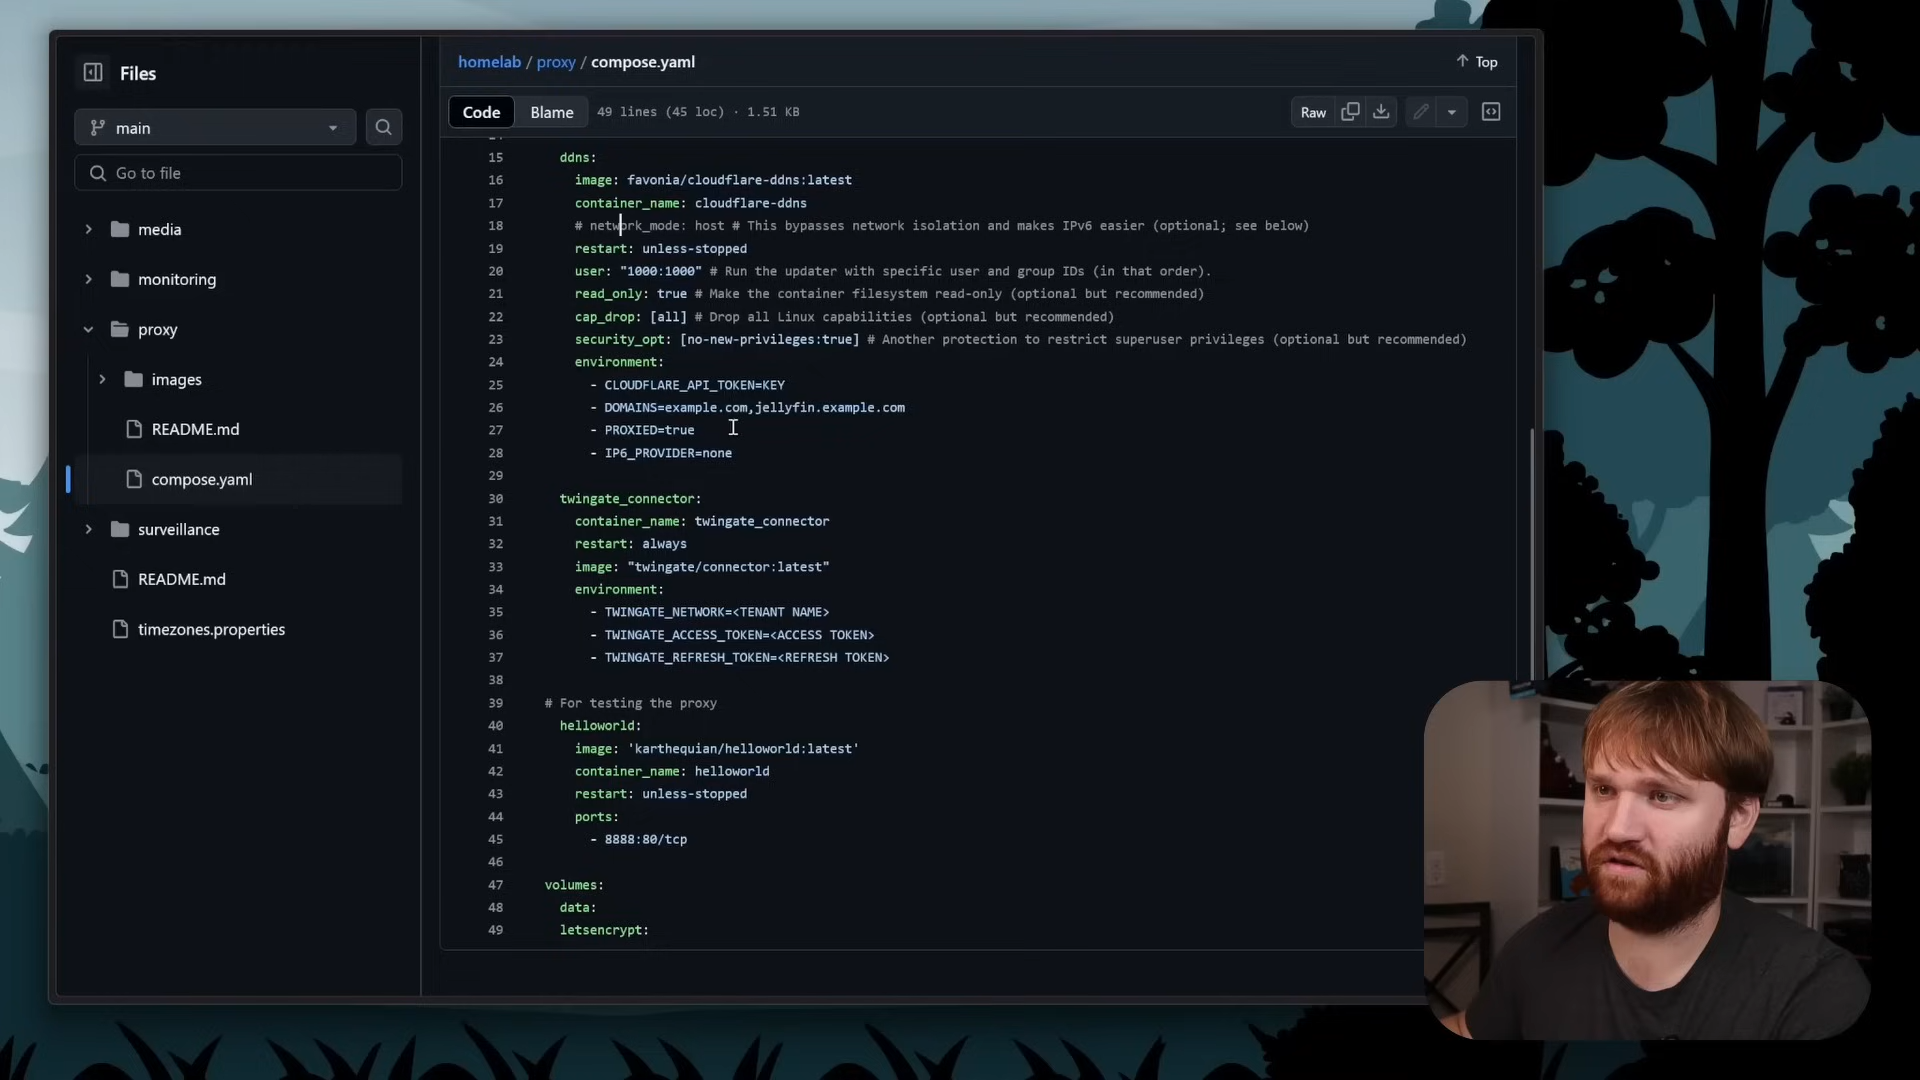 Files
main
Go to file
media
monitoring
proxy
images
README.md
compose.yaml
surveillance
README.md
timezones.properties
homelab / proxy / compose.yaml
Top
Code Blame 49 lines (45 loc) · 1.51 KB
Raw
15 ddns:
16 image: favonia/cloudflare-ddns:latest
17 container_name: cloudflare-ddns
18 # network_mode: host # This bypasses network isolation and makes IPv6 easier (optional; see below)
19 restart: unless-stopped
20 user: "1000:1000" # Run the updater with specific user and group IDs (in that order).
21 read_only: true # Make the container filesystem read-only (optional but recommended)
22 cap_drop: [all] # Drop all Linux capabilities (optional but recommended)
23 security_opt: [no-new-privileges:true] # Another protection to restrict superuser privileges (optional but recommended)
24 environment:
25 - CLOUDFLARE_API_TOKEN=KEY
26 - DOMAINS=example.com,jellyfin.example.com
27 - PROXIED=true
28 - IP6_PROVIDER=none
29
30 twingate_connector:
31 container_name: twingate_connector
32 restart: always
33 image: "twingate/connector:latest"
34 environment:
35 - TWINGATE_NETWORK=<TENANT NAME>
36 - TWINGATE_ACCESS_TOKEN=<ACCESS TOKEN>
37 - TWINGATE_REFRESH_TOKEN=<REFRESH TOKEN>
38
39 # For testing the proxy
40 helloworld:
41 image: 'karthequian/helloworld:latest'
42 container_name: helloworld
43 restart: unless-stopped
44 ports:
45 - 8888:80/tcp
46
47 volumes:
48 data:
49 letsencrypt: